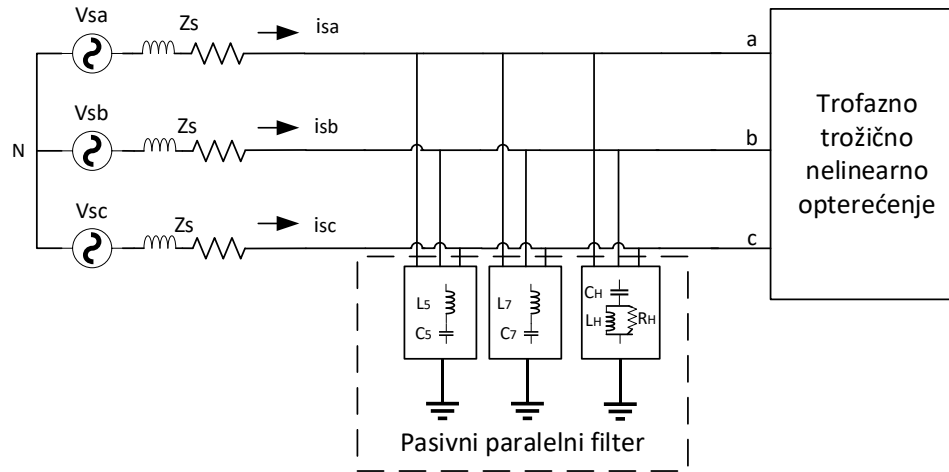 Vsa
Zs
isa
a
Vsb
Zs
isb
b
N
Vsc
Zs
isc
c
Trofazno
trožično
nelinearno
opterećenje
L5
C5
L7
C7
CH
LH
RH
Pasivni paralelni filter